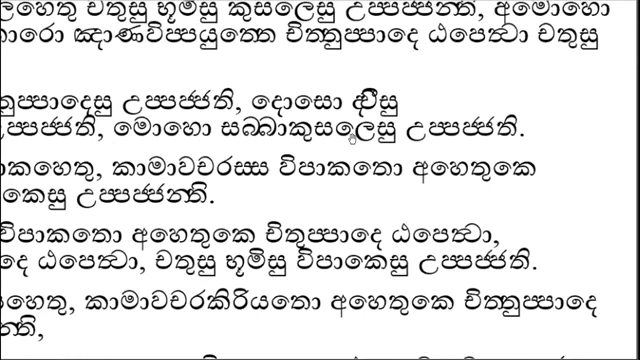 ලහෙතු චතුසු භූමිසු කුසලෙසු උප්පජ්ජන්ති, අමොහො
ඤාණවිප්පයුත්තෙ චිත්තුප්පාදෙ ඨපෙත්වා චතුසු
උප්පජ්ජති, දොසො ද්වීසු
උප්පජ්ජති, මොහො සබ්බාකුසලෙසු උප්පජ්ජති.
පාකහෙතු, කාමාවචරස්ස විපාකතො අහෙතුකෙ
කෙසු උප්පජ්ජන්ති.
විපාකතො අහෙතුකෙ චිතුප්පාදෙ ඨපෙත්වා,
දෙ ඨපෙත්වා, චතුසු භූමිසු විපාකෙසු උප්පජ්ජති.
හෙතු, කාමාවචරකිරියතො අහෙතුකෙ චිත්තුප්පාදෙ
න්ති,